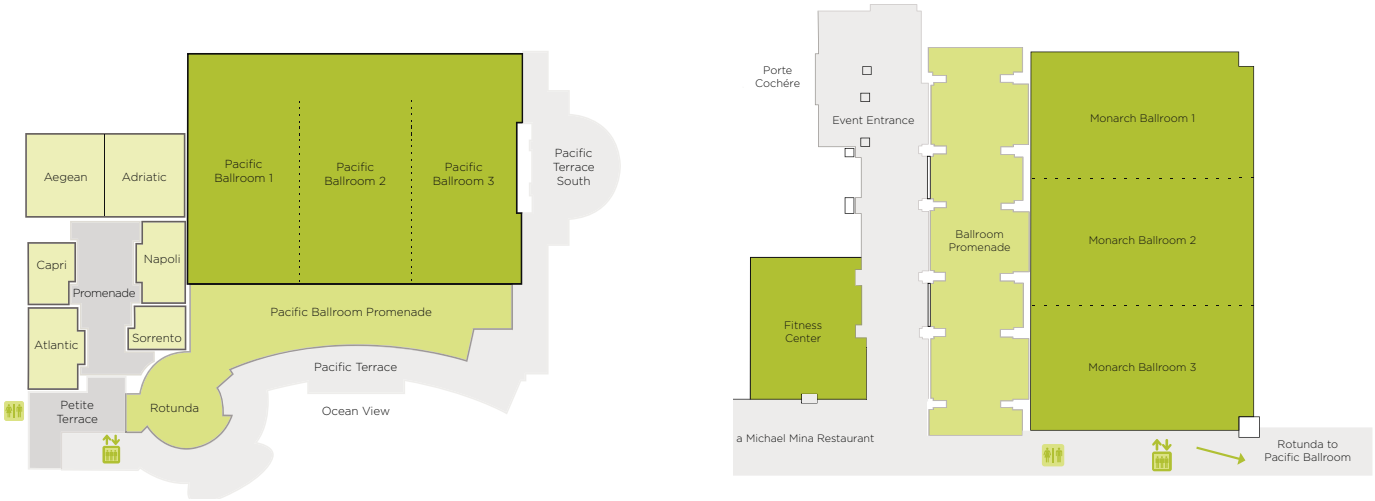 Aegean
Adriatic
Pacific
Ballroom 1
Pacific
Ballroom 2
Pacific
Ballroom 3
Pacific
Terrace
South
Capri
Napoli
Promenade
Atlantic
Sorrento
Pacific Ballroom Promenade
Pacific Terrace
Petite
Terrace
Rotunda
Ocean View
Porte
Cochére
Event Entrance
Monarch Ballroom 1
Ballroom
Promenade
Monarch Ballroom 2
Fitness
Center
Monarch Ballroom 3
a Michael Mina Restaurant
Rotunda to
Pacific Ballroom